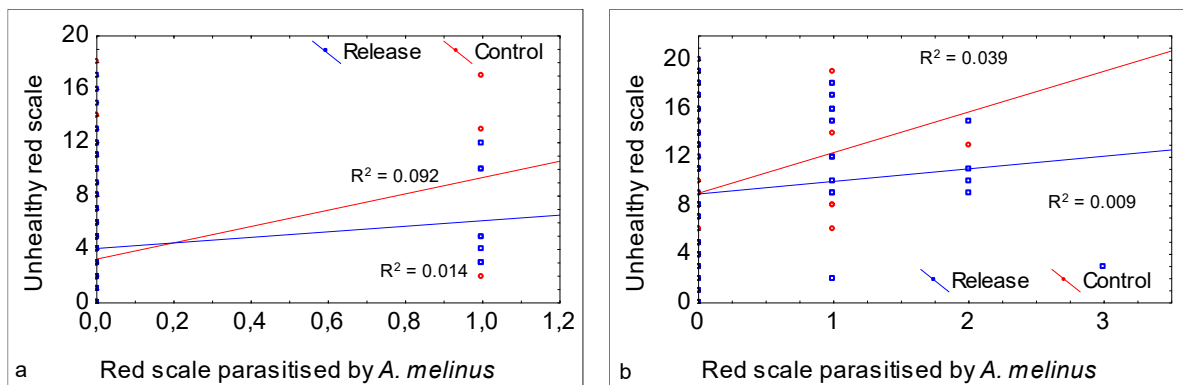 20
16
12
8
4
0
Unhealthy red scale
Release Control
R² = 0.092
R² = 0.014
0,0 0,2 0,4 0,6 0,8 1,0 1,2
a Red scale parasitised by A. melinus
20
16
12
8
4
0
Unhealthy red scale
R² = 0.039
R² = 0.009
Release Control
0 1 2 3
b Red scale parasitised by A. melinus